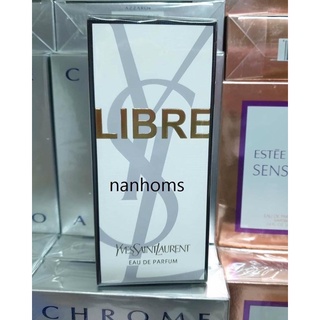 LIBRE
nanhoms
YVESSAINTLAURENT
EAU DE PARFUM
CHROME
ESTÉE
SENS